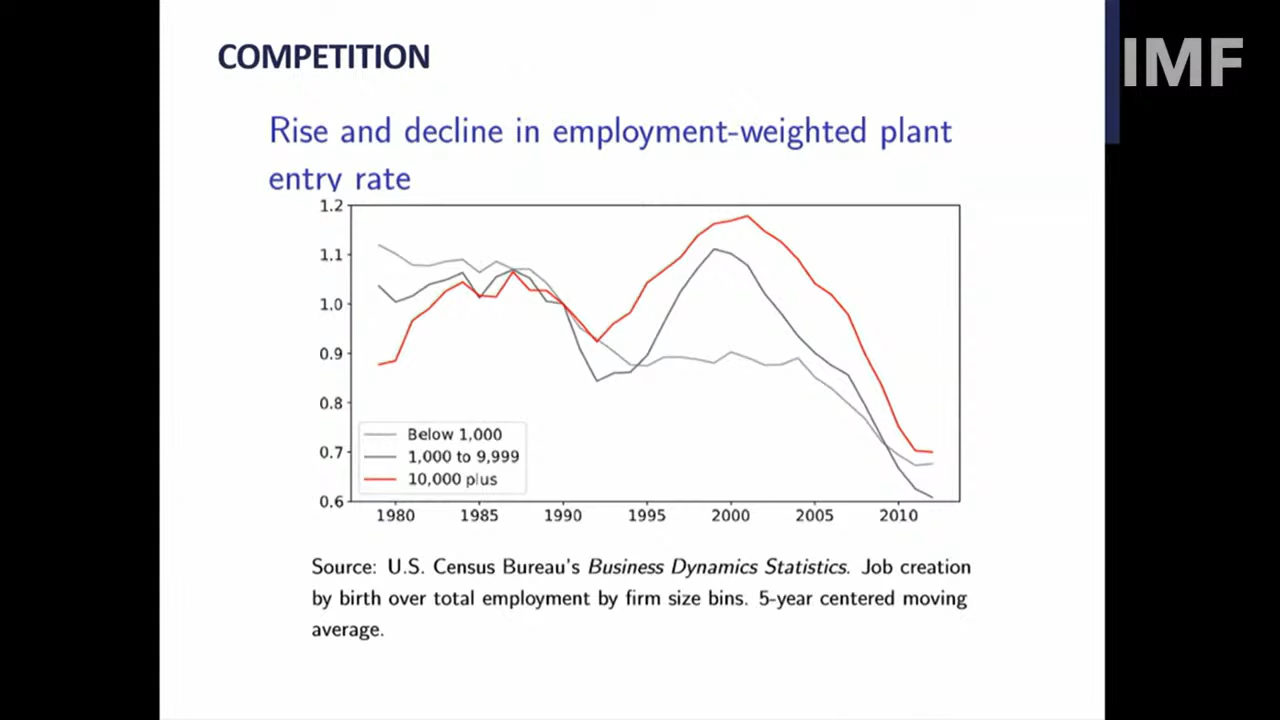 COMPETITION
IMF
Rise and decline in employment-weighted plant
entry rate
1.2
1.1
1.0
0.9
0.8
0.7
0.6
Below 1,000
1,000 to 9,999
10,000 plus
1980 1985 1990 1995 2000 2005 2010
Source: U.S. Census Bureau's Business Dynamics Statistics. Job creation
by birth over total employment by firm size bins. 5-year centered moving
average.